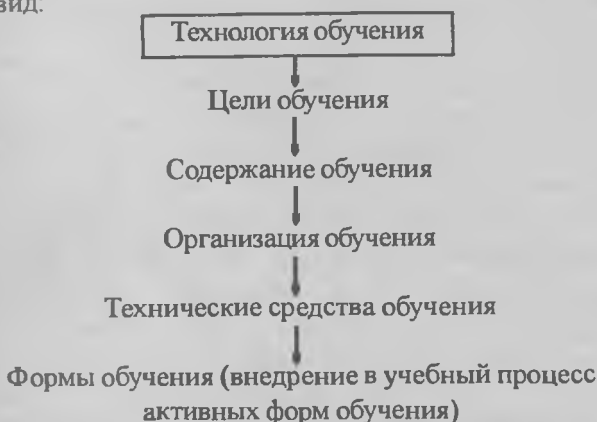 вид:
Технология обучения
Цели обучения
Содержание обучения
Организация обучения
Технические средства обучения
Формы обучения (внедрение в учебный процесс
активных форм обучения)